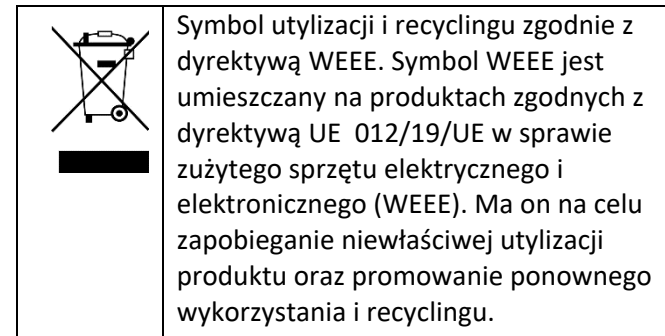 Symbol utylizacji i recyclingu zgodnie z
dyrektywą WEEE. Symbol WEEE jest
umieszczany na produktach zgodnych z
dyrektywą UE  012/19/UE w sprawie
zużytego sprzętu elektrycznego i
elektronicznego (WEEE). Ma on na celu
zapobieganie niewłaściwej utylizacji
produktu oraz promowanie ponownego
wykorzystania i recyclingu.